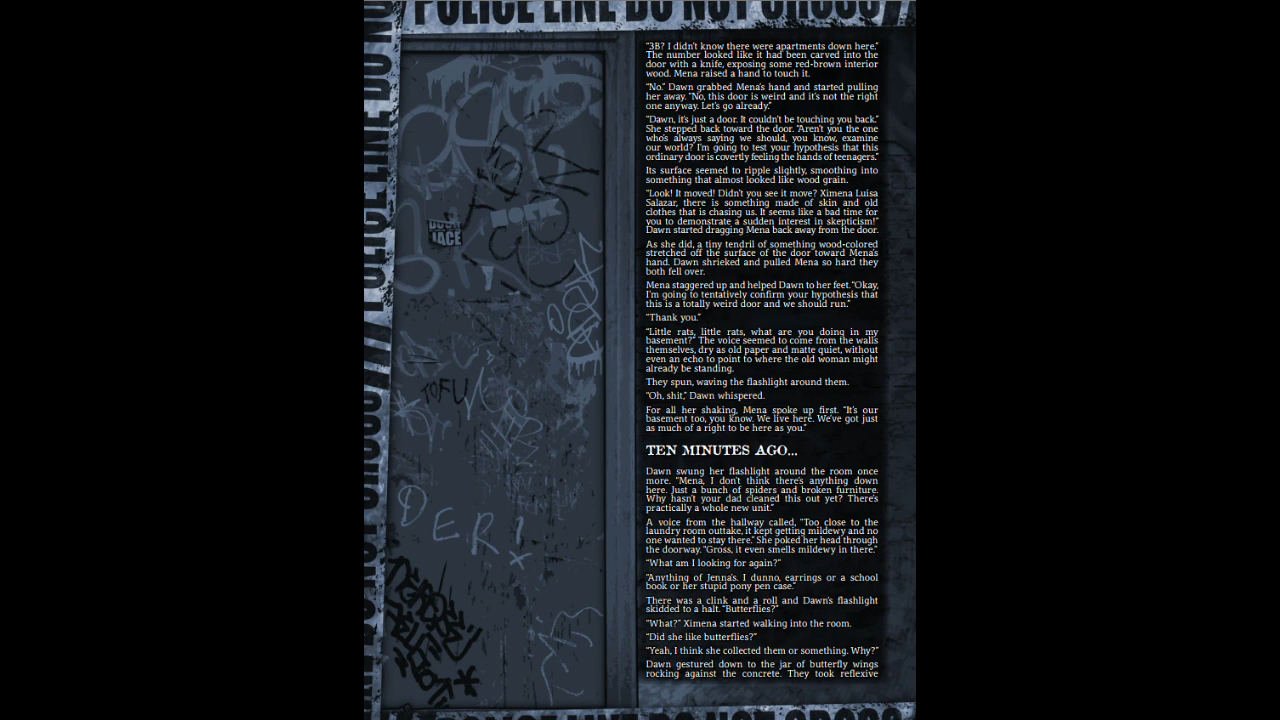 POLICE LINE DO NOT CROSS
"3B? I didn't know there were apartments down here."
The number looked like it had been carved into the
door with a knife, exposing some red-brown interior
wood. Mena raised a hand to touch it.
"No." Dawn grabbed Mena's hand and started pulling
her away. "No, this door is weird and it's not the right
one anyway. Let's go already."
"Dawn, it's just a door. It couldn't be touching you back."
She stepped back toward the door. "Aren't you the one
who's always saying we should, you know, examine
our world? I'm going to test your hypothesis that this
ordinary door is covertly feeling the hands of teenagers."
Its surface seemed to ripple slightly, smoothing into
something that almost looked like wood grain.
"Look! It moved! Didn't you see it move? Ximena Luisa
Salazar, there is something made of skin and old
clothes that is chasing us. It seems like a bad time for
you to demonstrate a sudden interest in skepticism!"
Dawn started dragging Mena back away from the door.
As she did, a tiny tendril of something wood-colored
stretched off the surface of the door toward Mena's
hand. Dawn shrieked and pulled Mena so hard they
both fell over.
Mena staggered up and helped Dawn to her feet. "Okay,
I'm going to tentatively confirm your hypothesis that
this is a totally weird door and we should run."
"Thank you."
"Little rats, little rats, what are you doing in my
basement?" The voice seemed to come from the walls
themselves, dry as old paper and matte quiet, without
even an echo to point to where the old woman might
already be standing.
They spun, waving the flashlight around them.
"Oh, shit," Dawn whispered.
For all her shaking, Mena spoke up first. "It's our
basement too, you know. We live here. We've got just
as much of a right to be here as you."
TEN MINUTES AGO...
Dawn swung her flashlight around the room once
more. "Mena, I don't think there's anything down
here. Just a bunch of spiders and broken furniture.
Why hasn't your dad cleaned this out yet? There's
practically a whole new unit."
A voice from the hallway called, "Too close to the
laundry room outtake, it kept getting mildewy and no
one wanted to stay there." She poked her head through
the doorway. "Gross, it even smells mildewy in there."
"What am I looking for again?"
"Anything of Jenna's. I dunno, earrings or a school
book or her stupid pony pen case."
There was a clink and a roll and Dawn's flashlight
skidded to a halt. "Butterflies?"
"What?" Ximena started walking into the room.
"Did she like butterflies?"
"Yeah, I think she collected them or something. Why?"
Dawn gestured down to the jar of butterfly wings
rocking against the concrete. They took reflexive
TOFU
DER!